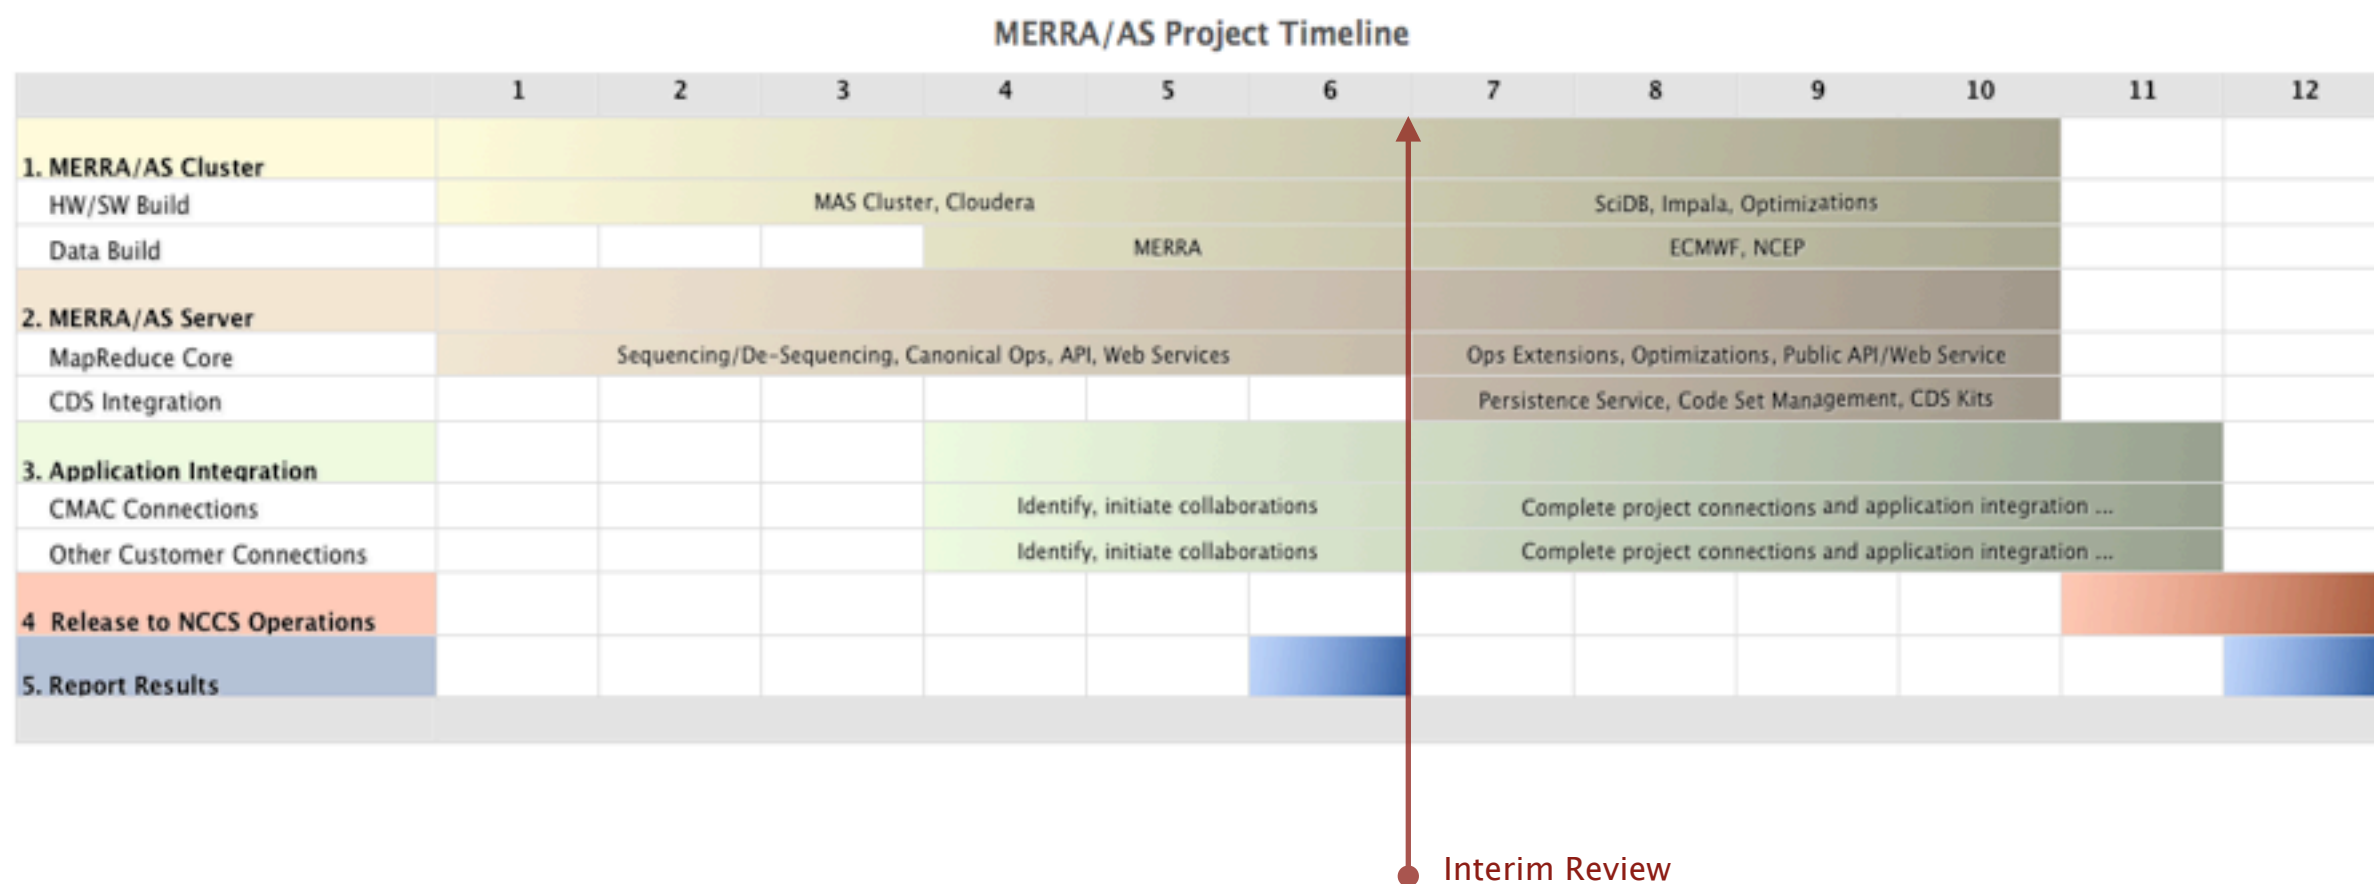 MERRA/AS Project Timeline
1 2 3 4 5 6 7 8 9 10 11 12
1. MERRA/AS Cluster
HW/SW Build MAS Cluster, Cloudera SciDB, Impala, Optimizations
Data Build MERRA ECMWF, NCEP
2. MERRA/AS Server
MapReduce Core Sequencing/De-Sequencing, Canonical Ops, API, Web Services Ops Extensions, Optimizations, Public API/Web Service
CDS Integration Persistence Service, Code Set Management, CDS Kits
3. Application Integration
CMAC Connections Identify, initiate collaborations Complete project connections and application integration ...
Other Customer Connections Identify, initiate collaborations Complete project connections and application integration ...
4 Release to NCCS Operations
5. Report Results
Interim Review